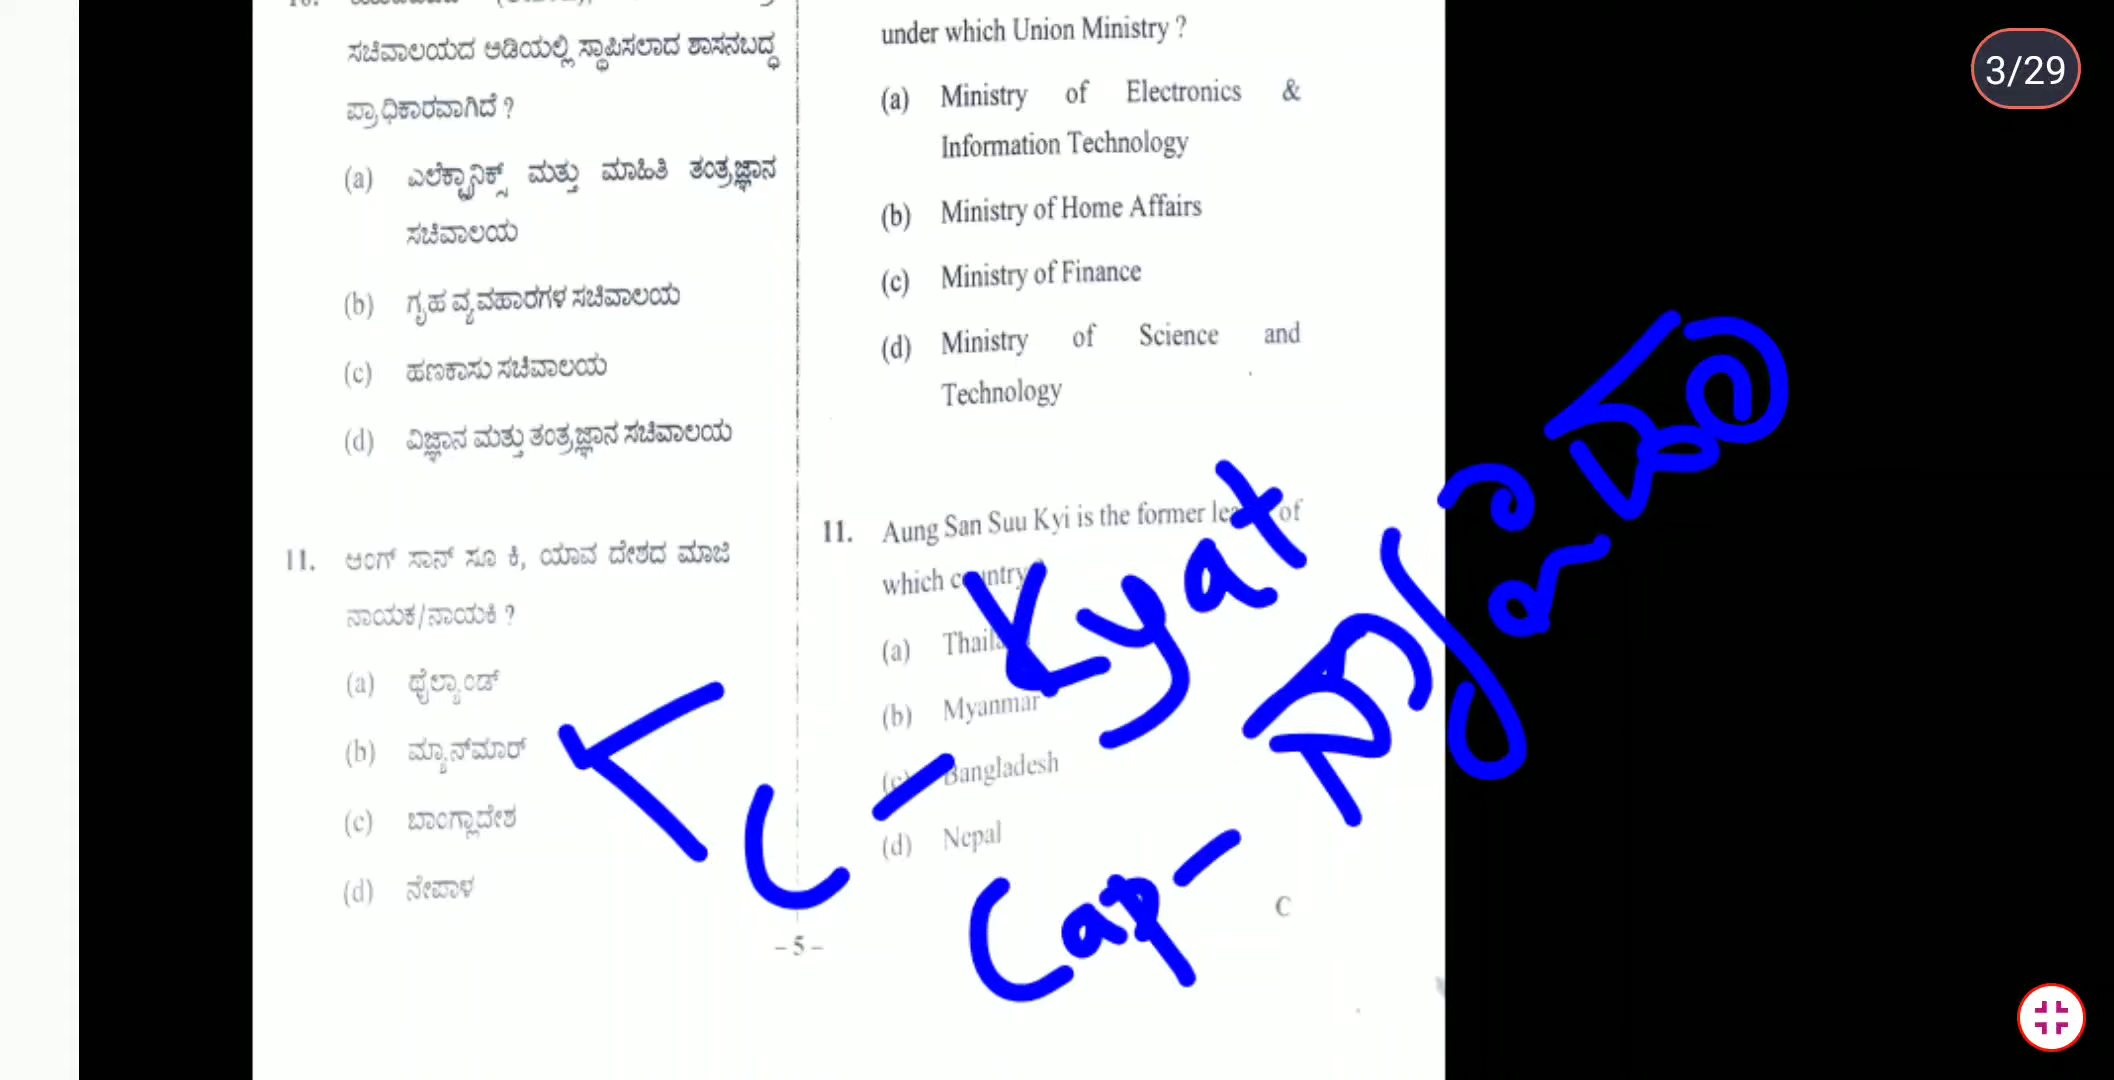 ಸಚಿವಾಲಯದ ಅಡಿಯಲ್ಲಿ ಸ್ಥಾಪಿಸಲಾದ ಶಾಸನಬದ್ಧ
ಪ್ರಾಧಿಕಾರವಾಗಿದೆ ?
(a) ಎಲೆಕ್ಟ್ರಾನಿಕ್ಸ್ ಮತ್ತು ಮಾಹಿತಿ ತಂತ್ರಜ್ಞಾನ
ಸಚಿವಾಲಯ
(b) ಗೃಹ ವ್ಯವಹಾರಗಳ ಸಚಿವಾಲಯ
(c) ಹಣಕಾಸು ಸಚಿವಾಲಯ
(d) ವಿಜ್ಞಾನ ಮತ್ತು ತಂತ್ರಜ್ಞಾನ ಸಚಿವಾಲಯ
11. ಆಂಗ್ ಸಾನ್ ಸೂ ಕಿ, ಯಾವ ದೇಶದ ಮಾಜಿ
ನಾಯಕ/ನಾಯಕಿ ?
(a) ಥೈಲ್ಯಾಂಡ್
(b) ಮ್ಯಾನ್‌ಮಾರ್
(c) ಬಾಂಗ್ಲಾದೇಶ
(d) ನೇಪಾಳ
under which Union Ministry ?
(a) Ministry of Electronics &
Information Technology
(b) Ministry of Home Affairs
(c) Ministry of Finance
(d) Ministry of Science and
Technology
11. Aung San Suu Kyi is the former of
which country
(a)
(b) Myanmar
(c) Bangladesh
(d) Nepal
C
– 5 –
C - Kyat
Cap -
3/29